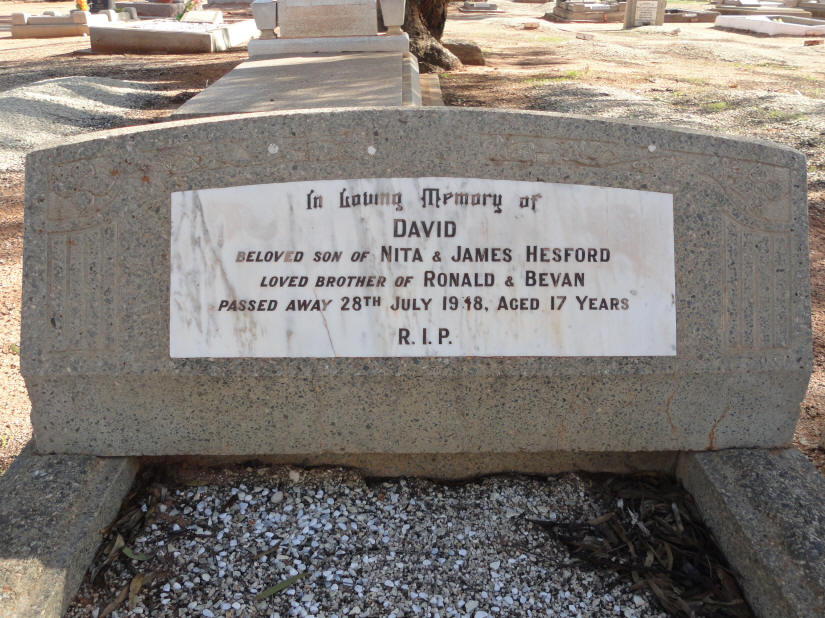 In Loving Memory of
DAVID
BELOVED SON OF NITA & JAMES HESFORD
LOVED BROTHER OF RONALD & BEVAN
PASSED AWAY 28TH JULY 1948, AGED 17 YEARS
R.I.P.